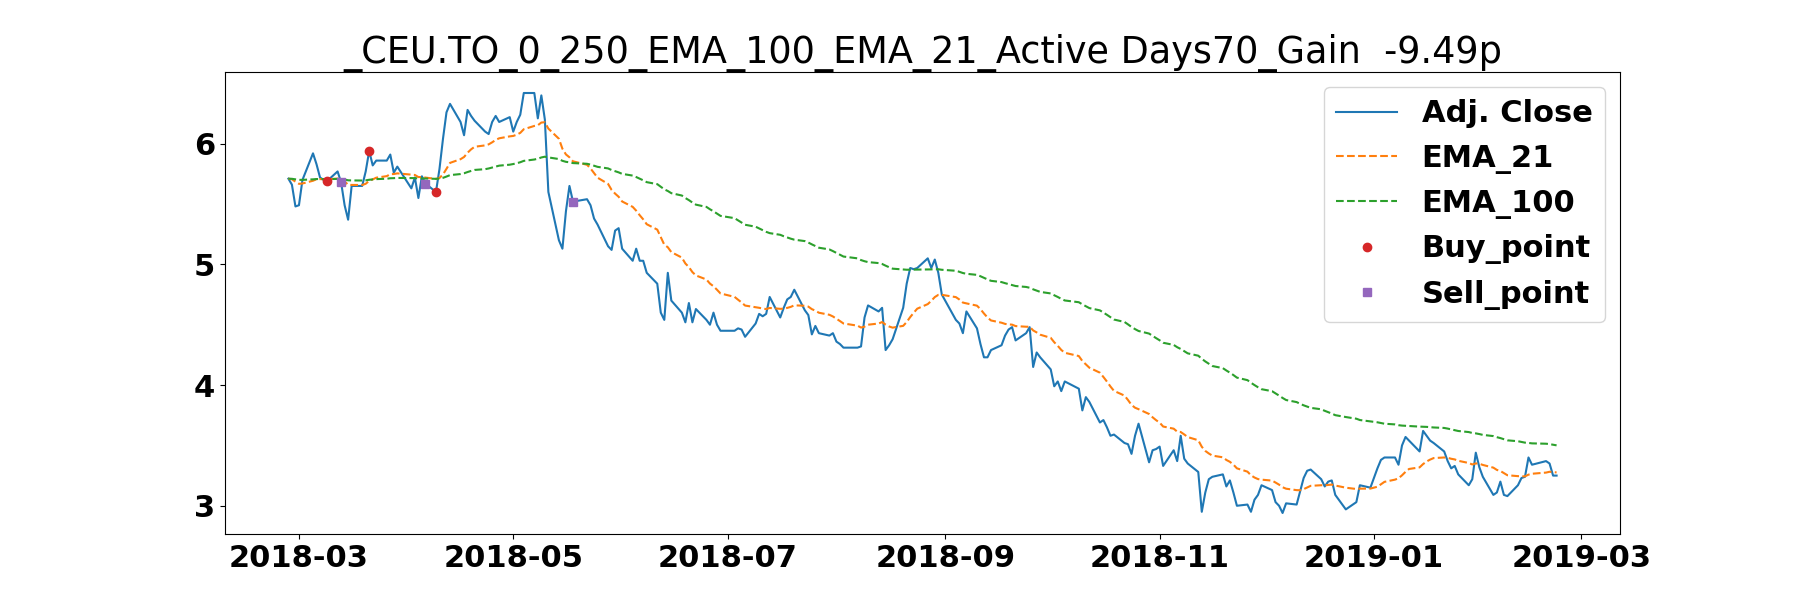 _CEU.TO_0_250_EMA_100_EMA_21_Active Days70_Gain  -9.49p
Adj. Close
EMA_21
EMA_100
Buy_point
Sell_point
6
5
4
3
2018-03 2018-05 2018-07 2018-09 2018-11 2019-01 2019-03